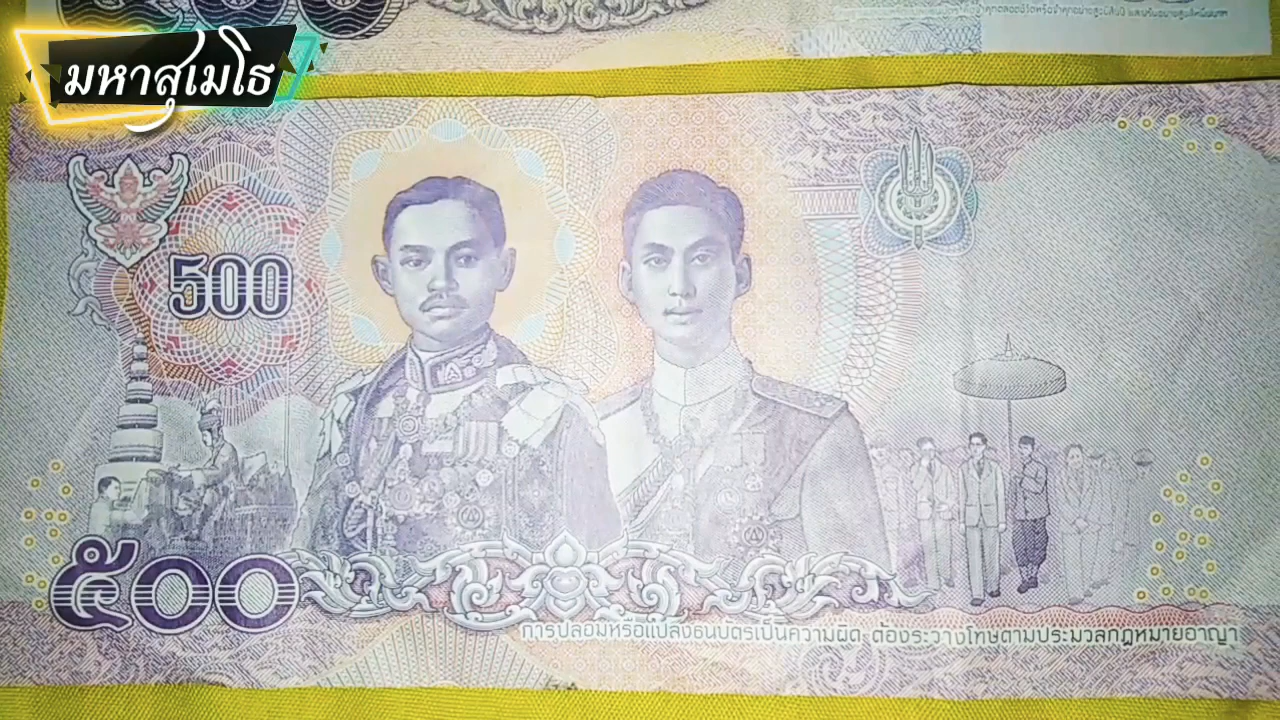 มหาสุเมโธ
500
๕๐๐
การปลอมหรือแปลงธนบัตรเป็นความผิด ต้องระวางโทษตามประมวลกฎหมายอาญา